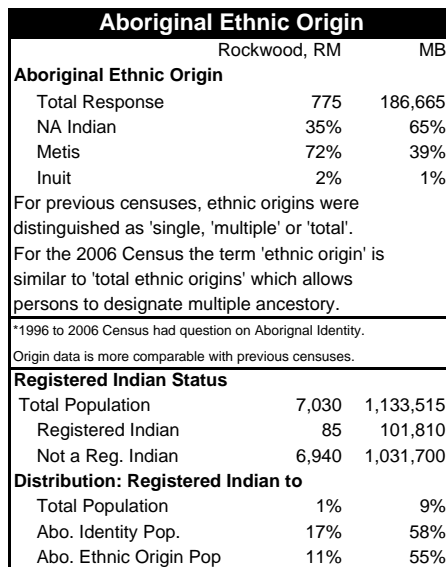 Aboriginal Ethnic Origin
Rockwood, RM MB
Aboriginal Ethnic Origin
Total Response 775 186,665
NA Indian 35% 65%
Metis 72% 39%
Inuit 2% 1%
For previous censuses, ethnic origins were
distinguished as 'single, 'multiple' or 'total'.
For the 2006 Census the term 'ethnic origin' is
similar to 'total ethnic origins' which allows
persons to designate multiple ancestory.
*1996 to 2006 Census had question on Aborignal Identity.
Origin data is more comparable with previous censuses.
Registered Indian Status
Total Population 7,030 1,133,515
Registered Indian 85 101,810
Not a Reg. Indian 6,940 1,031,700
Distribution: Registered Indian to
Total Population 1% 9%
Abo. Identity Pop. 17% 58%
Abo. Ethnic Origin Pop 11% 55%